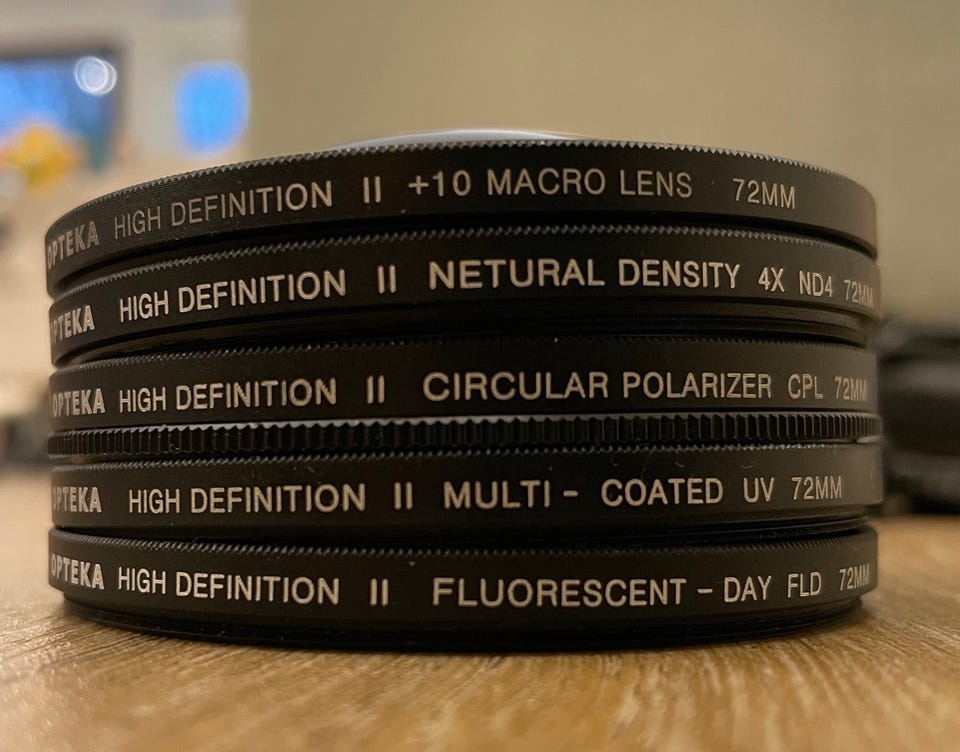 OPTEKA HIGH DEFINITION II +10 MACRO LENS 72MM
OPTEKA HIGH DEFINITION II NETURAL DENSITY 4X ND4 72MM
OPTEKA HIGH DEFINITION II CIRCULAR POLARIZER CPL 72MM
OPTEKA HIGH DEFINITION II MULTI - COATED UV 72MM
OPTEKA HIGH DEFINITION II FLUORESCENT - DAY FLD 72MM